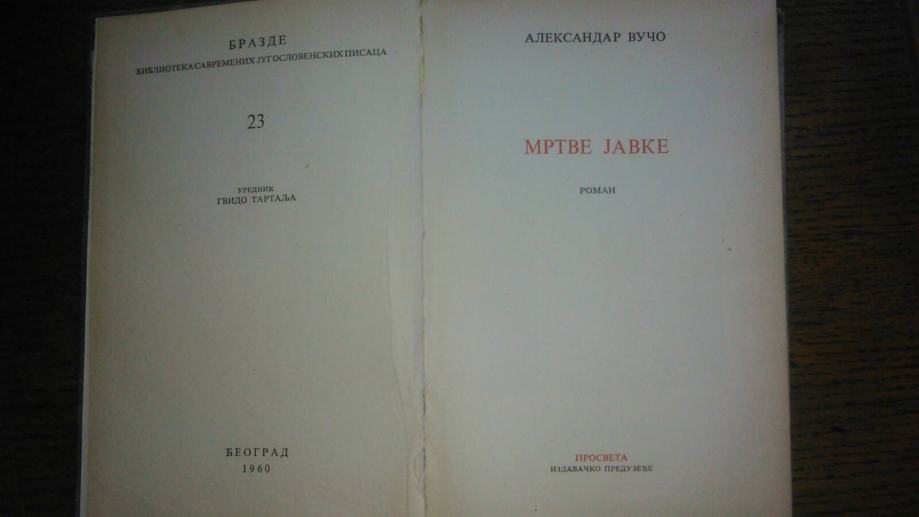 БРАЗДЕ
БИБЛИОТЕКА САВРЕМЕНИХ ЈУГОСЛОВЕНСКИХ ПИСАЦА
23
УРЕДНИК
ГВИДО ТАРТАЉА
БЕОГРАД
1960
АЛЕКСАНДАР ВУЧО
МРТВЕ ЈАВКЕ
РОМАН
ПРОСВЕТА
ИЗДАВАЧКО ПРЕДУЗЕЋЕ